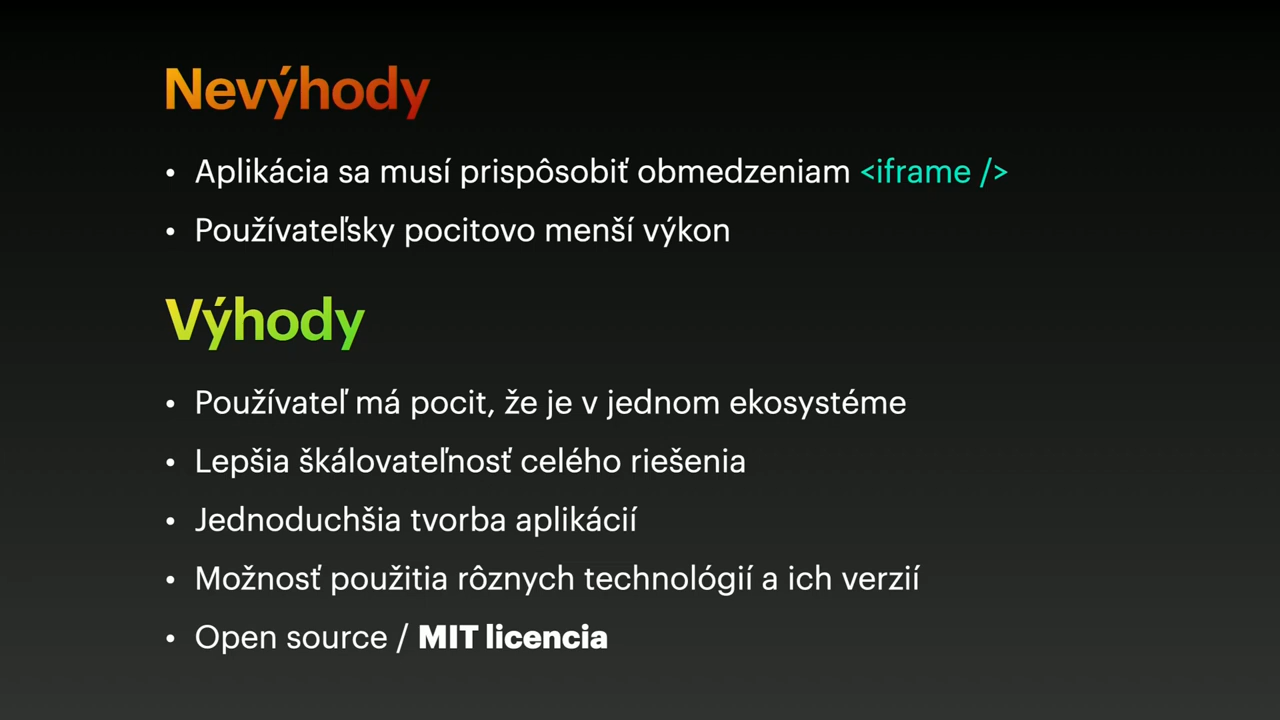 Nevýhody
• Aplikácia sa musí prispôsobiť obmedzeniam <iframe />
• Používateľsky pocitovo menší výkon
Výhody
• Používateľ má pocit, že je v jednom ekosystéme
• Lepšia škálovateľnosť celého riešenia
• Jednoduchšia tvorba aplikácií
• Možnosť použitia rôznych technológií a ich verzií
• Open source / MIT licencia